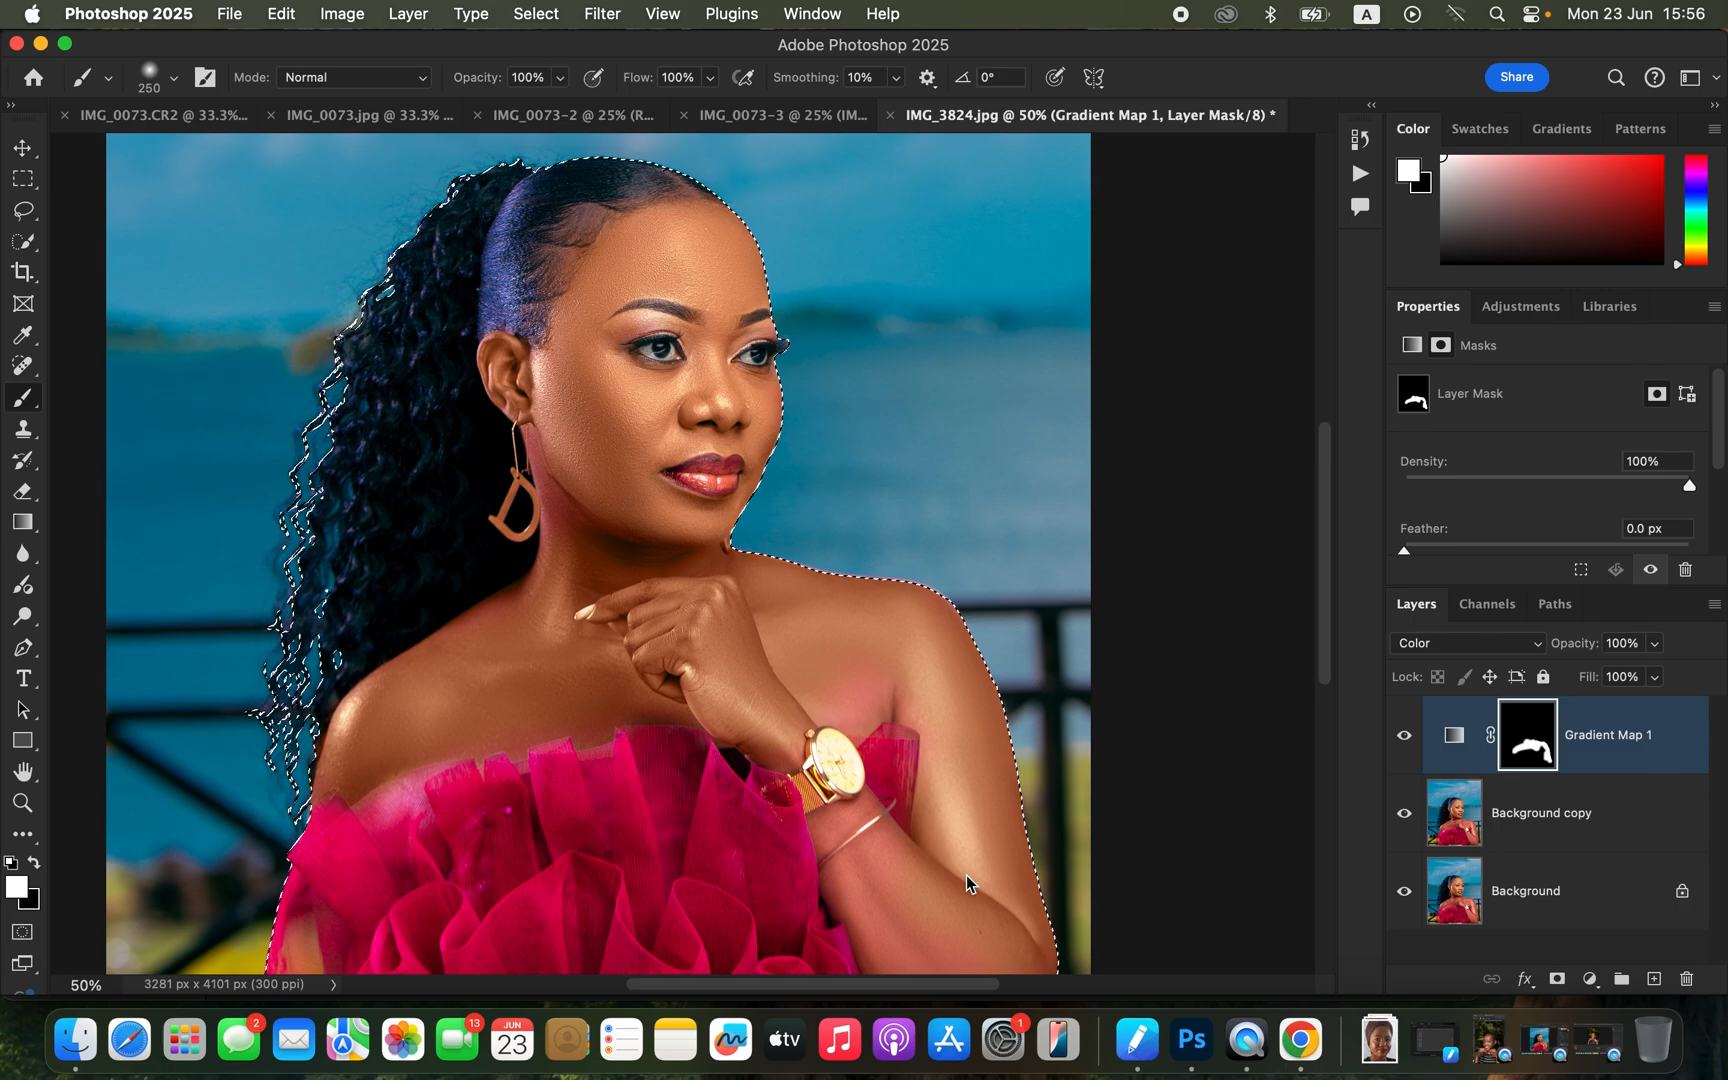 Photoshop 2025 File Edit Image Layer Type Select Filter View Plugins Window Help A Mon 23 Jun 15:56
Adobe Photoshop 2025
250 Mode: Normal Opacity: 100% Flow: 100% Smoothing: 10% 0° Share
× IMG_0073.CR2 @ 33.3%... × IMG_0073.jpg @ 33.3% ... × IMG_0073-2 @ 25% (R... × IMG_0073-3 @ 25% (IM... × IMG_3824.jpg @ 50% (Gradient Map 1, Layer Mask/8) *
Color Swatches Gradients Patterns
Properties Adjustments Libraries
Masks
Layer Mask
Density: 100%
Feather: 0.0 px
Layers Channels Paths
Color Opacity: 100%
Lock: Fill: 100%
Gradient Map 1
Background copy
Background
fx
50% 3281 px x 4101 px (300 ppi)
2 13 JUN 23 tv 1 Ps